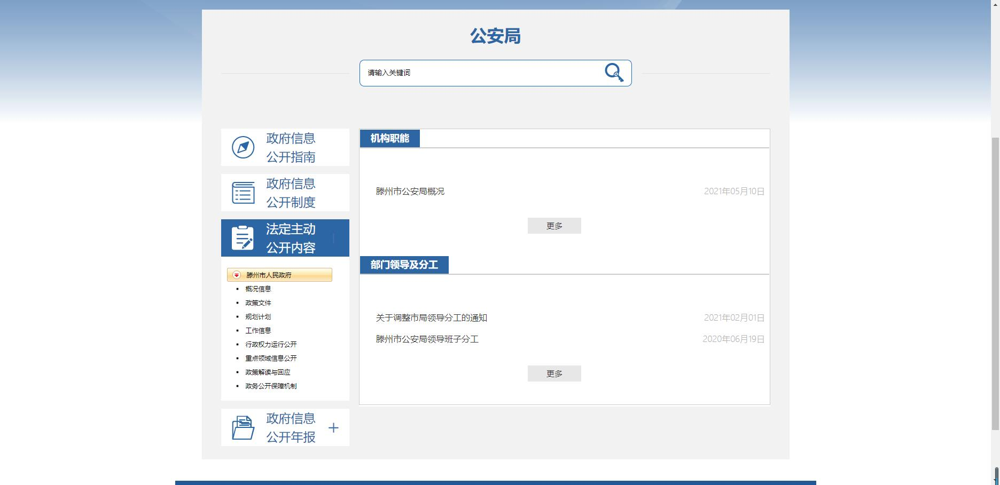 公安局
请输入关键词
政府信息
公开指南
政府信息
公开制度
法定主动
公开内容
滕州市人民政府
概况信息
政策文件
规划计划
工作信息
行政权力运行公开
重点领域信息公开
政策解读与回应
政务公开保障机制
政府信息
公开年报
机构职能
滕州市公安局概况 2021年05月10日
更多
部门领导及分工
关于调整市局领导分工的通知 2021年02月01日
滕州市公安局领导班子分工 2020年06月19日
更多